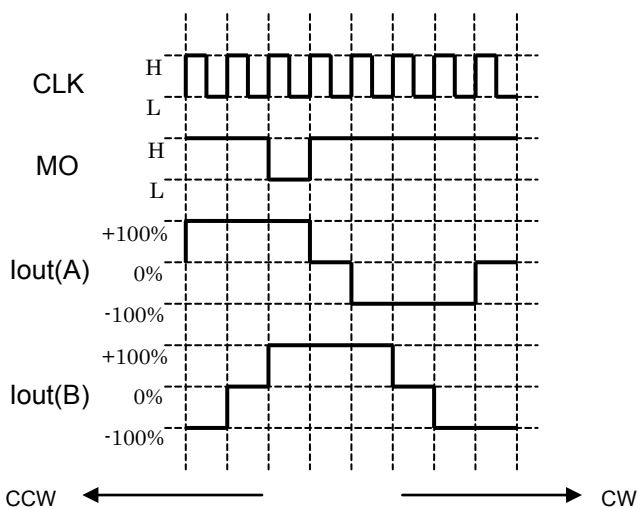 CLK
H
L
MO
H
L
Iout(A)
+100%
0%
-100%
Iout(B)
+100%
0%
-100%
CCW
CW